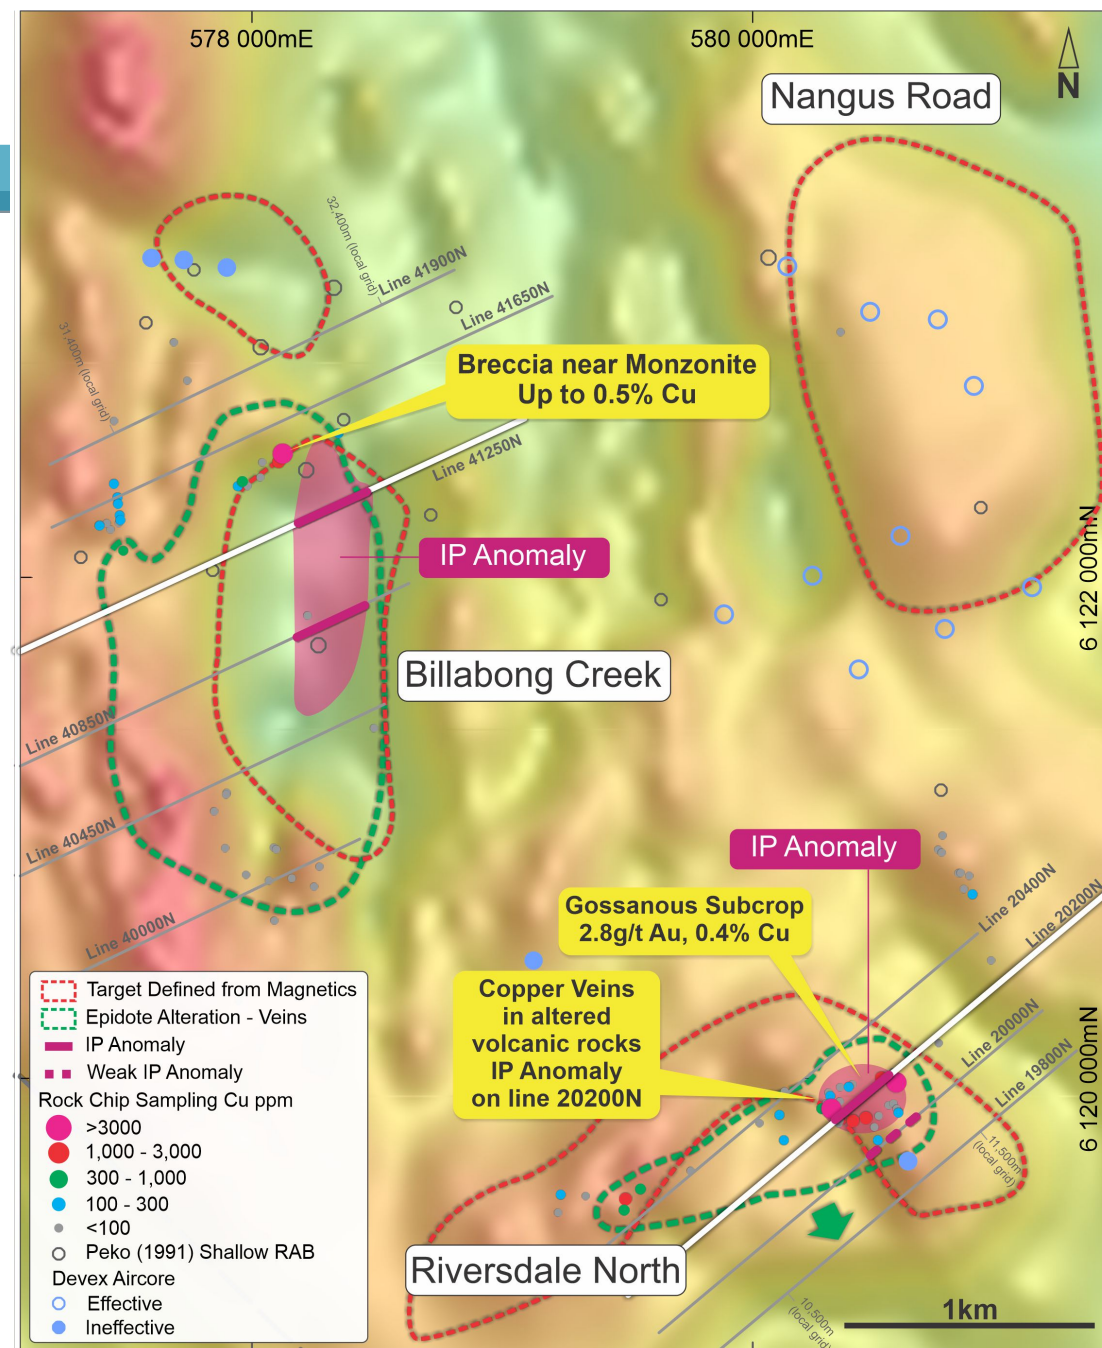 578 000mE
580 000mE
N
Nangus Road
32,400m (local grid)
Line 41900N
Line 41650N
31,400m (local grid)
Breccia near Monzonite
Up to 0.5% Cu
Line 41250N
IP Anomaly
6 122 000mN
Billabong Creek
Line 40850N
Line 40450N
IP Anomaly
Line 40000N
Gossanous Subcrop
2.8g/t Au, 0.4% Cu
Line 20400N
Line 20200N
Copper Veins
in altered
volcanic rocks
IP Anomaly
on line 20200N
Line 20000N
Line 19800N
6 120 000mN
11,500m
(local grid)
Riversdale North
10,500m
(local grid)
1km
Target Defined from Magnetics
Epidote Alteration - Veins
IP Anomaly
Weak IP Anomaly
Rock Chip Sampling Cu ppm
>3000
1,000 - 3,000
300 - 1,000
100 - 300
<100
Peko (1991) Shallow RAB
Devex Aircore
Effective
Ineffective